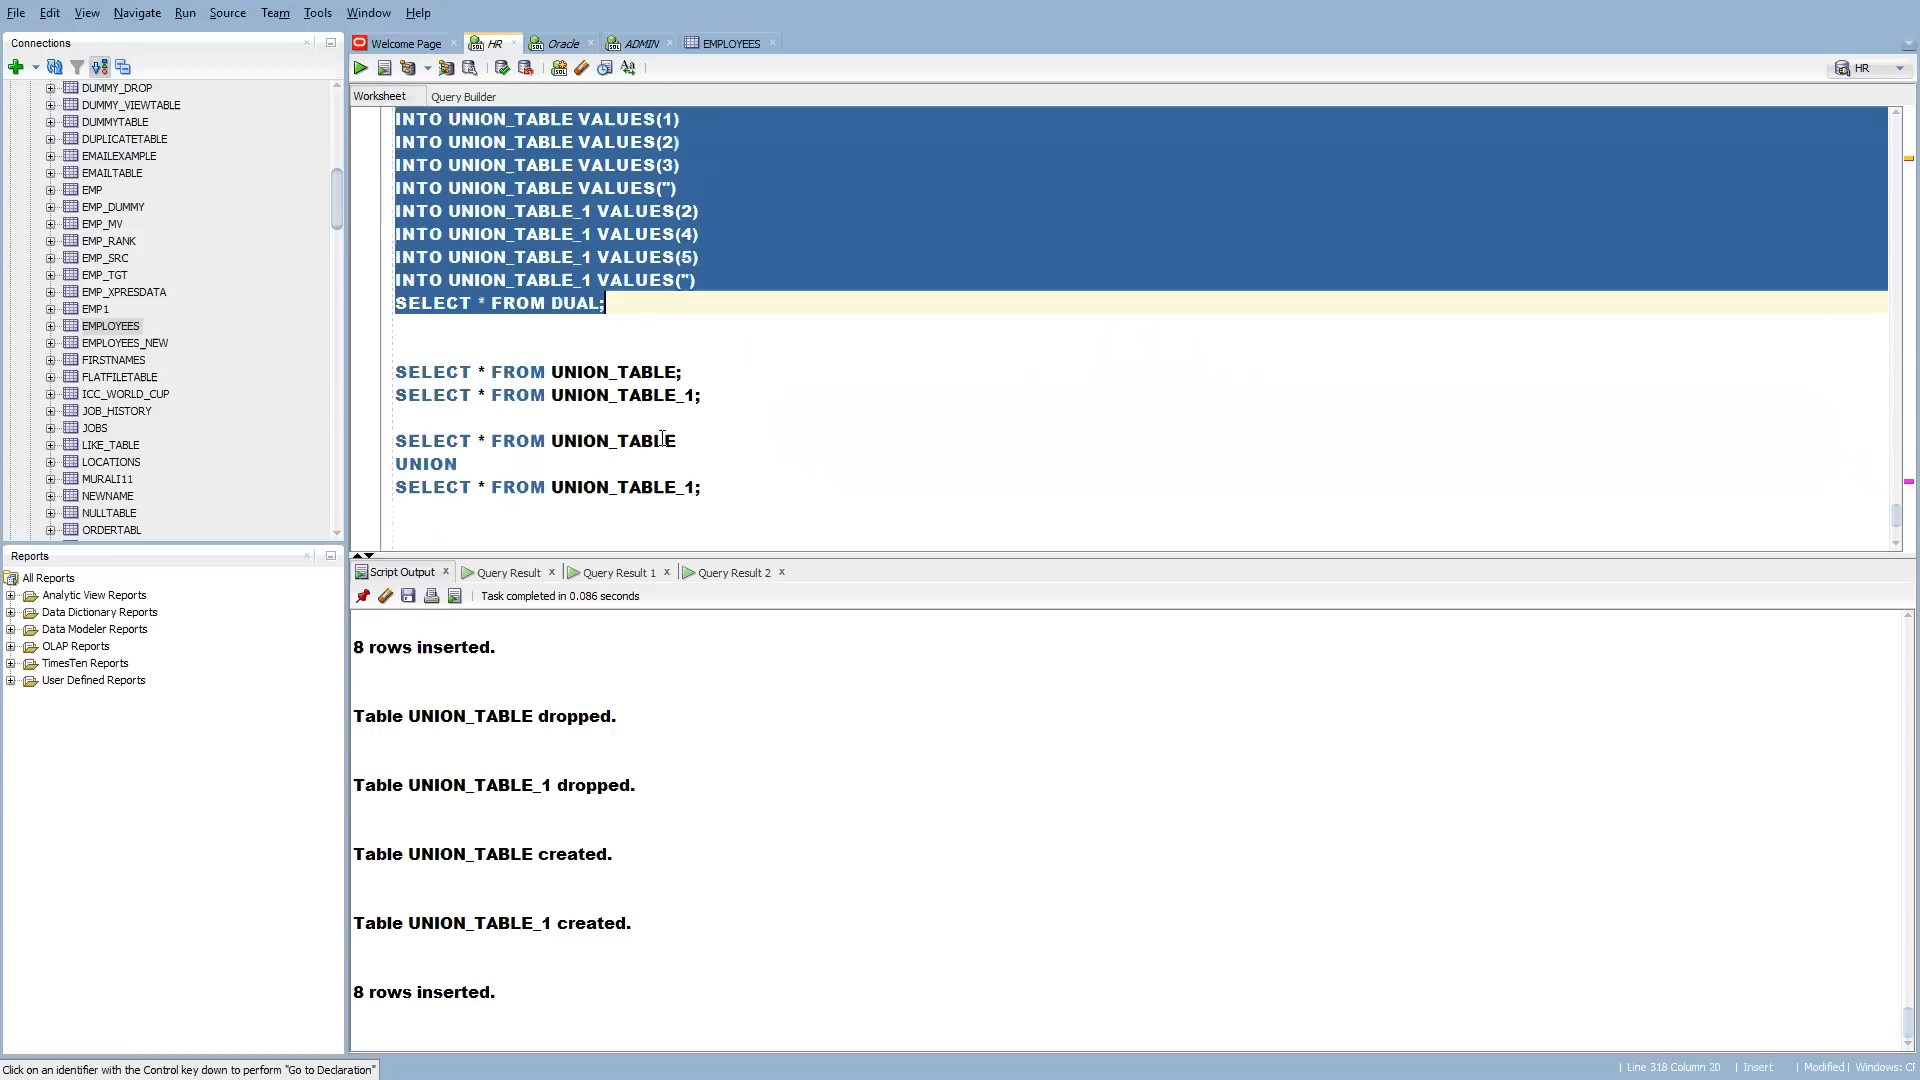 File Edit View Navigate Run Source Team Tools Window Help
Connections
DUMMY_DROP
DUMMY_VIEWTABLE
DUMMYTABLE
DUPLICATETABLE
EMAILEXAMPLE
EMAILTABLE
EMP
EMP_DUMMY
EMP_MV
EMP_RANK
EMP_SRC
EMP_TGT
EMP_XPRESDATA
EMP1
EMPLOYEES
EMPLOYEES_NEW
FIRSTNAMES
FLATFILETABLE
ICC_WORLD_CUP
JOB_HISTORY
JOBS
LIKE_TABLE
LOCATIONS
MURALI11
NEWNAME
NULLTABLE
ORDERTABL
Reports
All Reports
Analytic View Reports
Data Dictionary Reports
Data Modeler Reports
OLAP Reports
TimesTen Reports
User Defined Reports
Welcome Page HR Oracle ADMIN EMPLOYEES
HR
Worksheet Query Builder
INTO UNION_TABLE VALUES(1)
INTO UNION_TABLE VALUES(2)
INTO UNION_TABLE VALUES(3)
INTO UNION_TABLE VALUES('')
INTO UNION_TABLE_1 VALUES(2)
INTO UNION_TABLE_1 VALUES(4)
INTO UNION_TABLE_1 VALUES(5)
INTO UNION_TABLE_1 VALUES('')
SELECT * FROM DUAL;
SELECT * FROM UNION_TABLE;
SELECT * FROM UNION_TABLE_1;
SELECT * FROM UNION_TABLE
UNION
SELECT * FROM UNION_TABLE_1;
Script Output Query Result Query Result 1 Query Result 2
Task completed in 0.086 seconds
8 rows inserted.
Table UNION_TABLE dropped.
Table UNION_TABLE_1 dropped.
Table UNION_TABLE created.
Table UNION_TABLE_1 created.
8 rows inserted.
Click on an identifier with the Control key down to perform "Go to Declaration"
Line 318 Column 20 Insert Modified Windows: